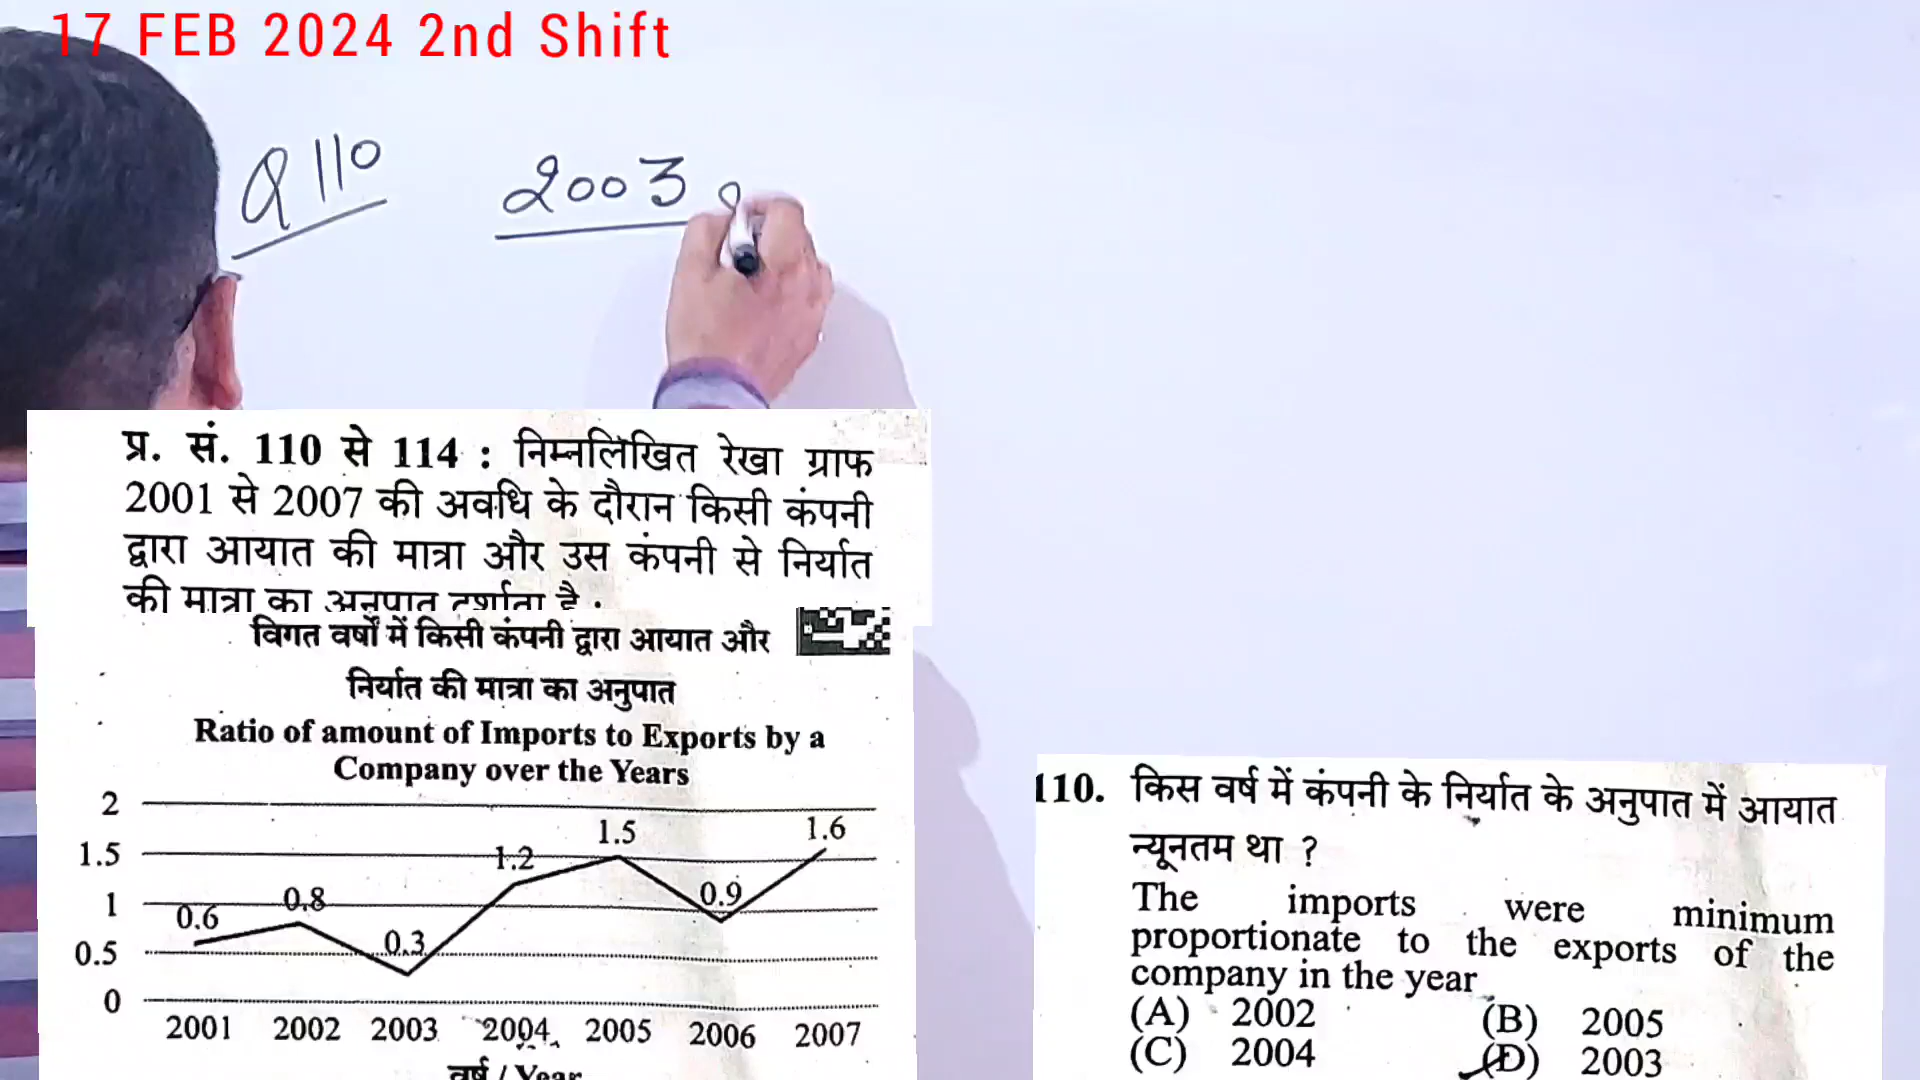 17 FEB 2024 2nd Shift
Q 110 2003
प्र. सं. 110 से 114 : निम्नलिखित रेखा ग्राफ
2001 से 2007 की अवधि के दौरान किसी कंपनी
द्वारा आयात की मात्रा और उस कंपनी से निर्यात
की मात्रा का अनुपात दर्शाता है :
विगत वर्षों में किसी कंपनी द्वारा आयात और
निर्यात की मात्रा का अनुपात
Ratio of amount of Imports to Exports by a
Company over the Years
2
1.5
1
0.5
0
0.6
0.8
0.3
1.2
1.5
0.9
1.6
2001 2002 2003 2004 2005 2006 2007
वर्ष / Year
110. किस वर्ष में कंपनी के निर्यात के अनुपात में आयात
न्यूनतम था ?
The imports were minimum
proportionate to the exports of the
company in the year
(A) 2002 (B) 2005
(C) 2004 (D) 2003